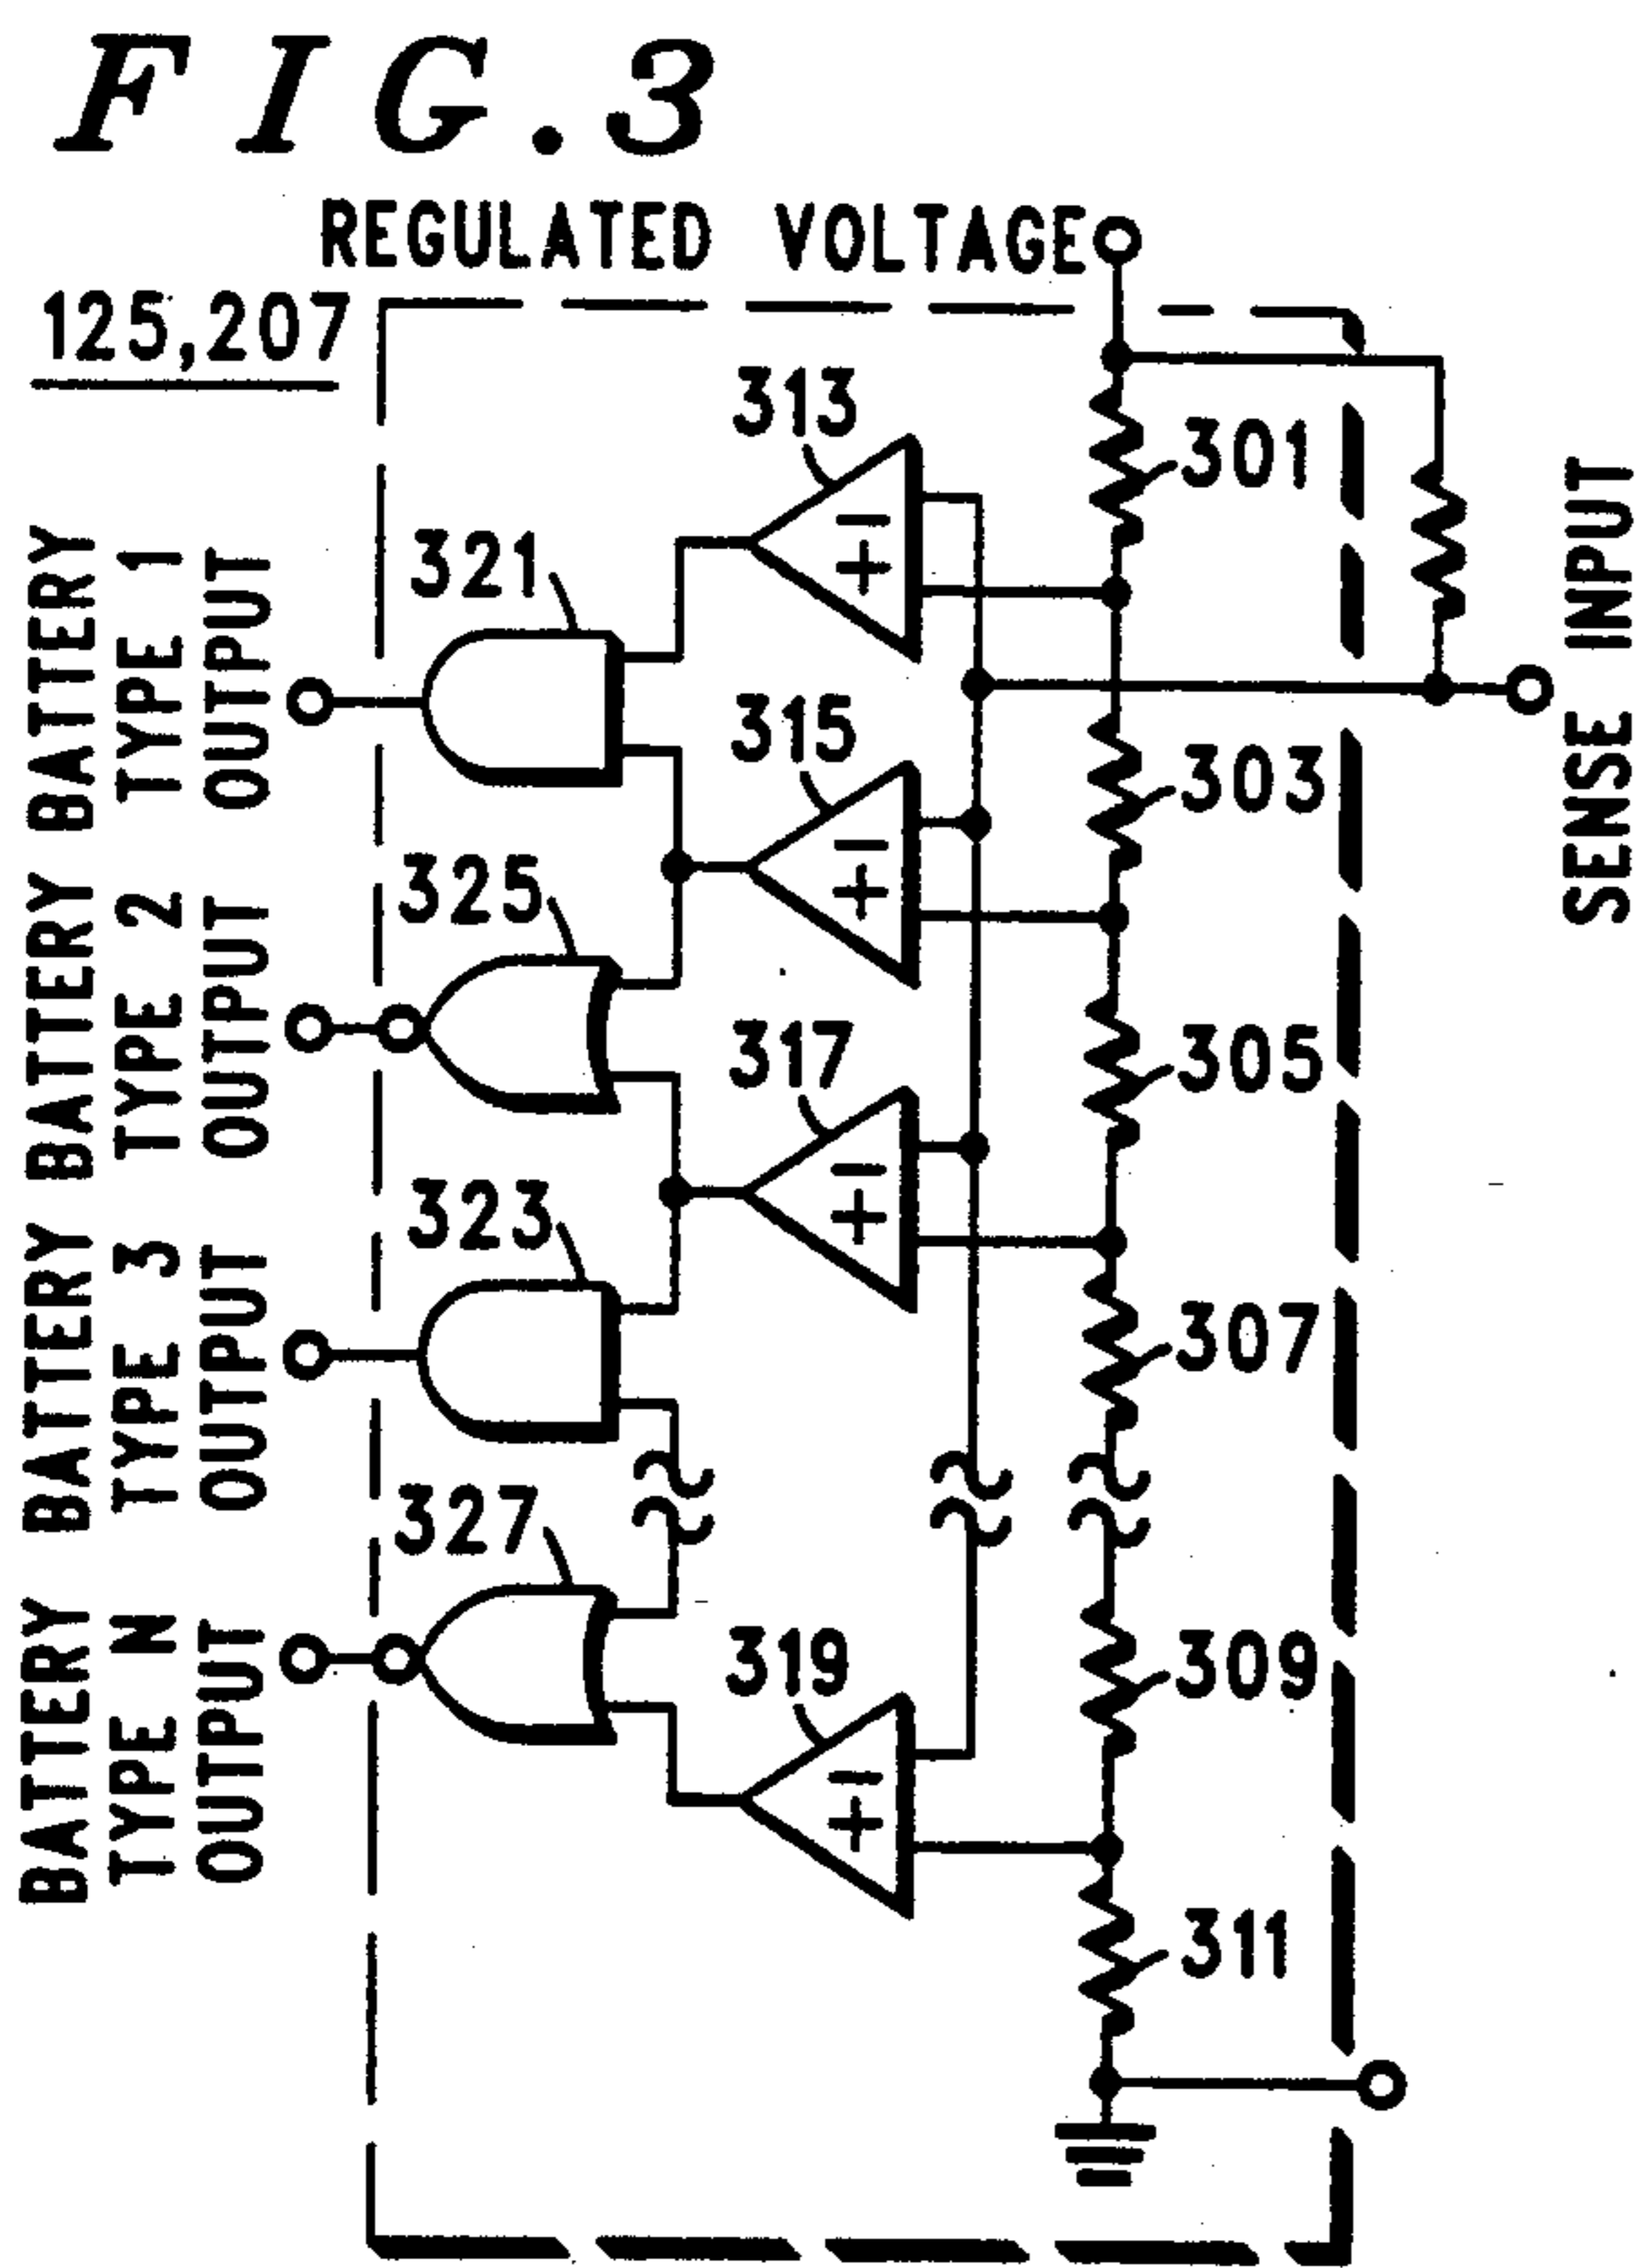 FIG.3
REGULATED VOLTAGE
125,207
313
301
321
315
303
325
317
305
323
307
327
319
309
311
SENSE INPUT
BATTERY
TYPE 1
OUTPUT
BATTERY
TYPE 2
OUTPUT
BATTERY
TYPE 3
OUTPUT
BATTERY
TYPE N
OUTPUT